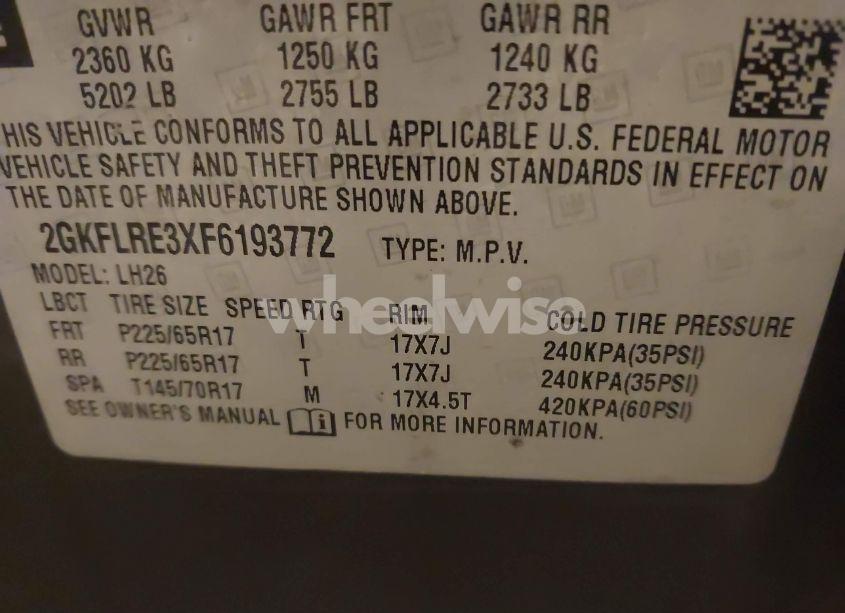 GVWR GAWR FRT GAWR RR
2360 KG 1250 KG 1240 KG
5202 LB 2755 LB 2733 LB
HIS VEHICLE CONFORMS TO ALL APPLICABLE U.S. FEDERAL MOTOR
VEHICLE SAFETY AND THEFT PREVENTION STANDARDS IN EFFECT ON
THE DATE OF MANUFACTURE SHOWN ABOVE.
2GKFLRE3XF6193772 TYPE: M.P.V.
MODEL: LH26
LBCT TIRE SIZE SPEED RTG RIM COLD TIRE PRESSURE
wheelwise
FRT P225/65R17 T 17X7J 240KPA(35PSI)
RR P225/65R17 T 17X7J 240KPA(35PSI)
SPA T145/70R17 M 17X4.5T 420KPA(60PSI)
SEE OWNER'S MANUAL i FOR MORE INFORMATION.